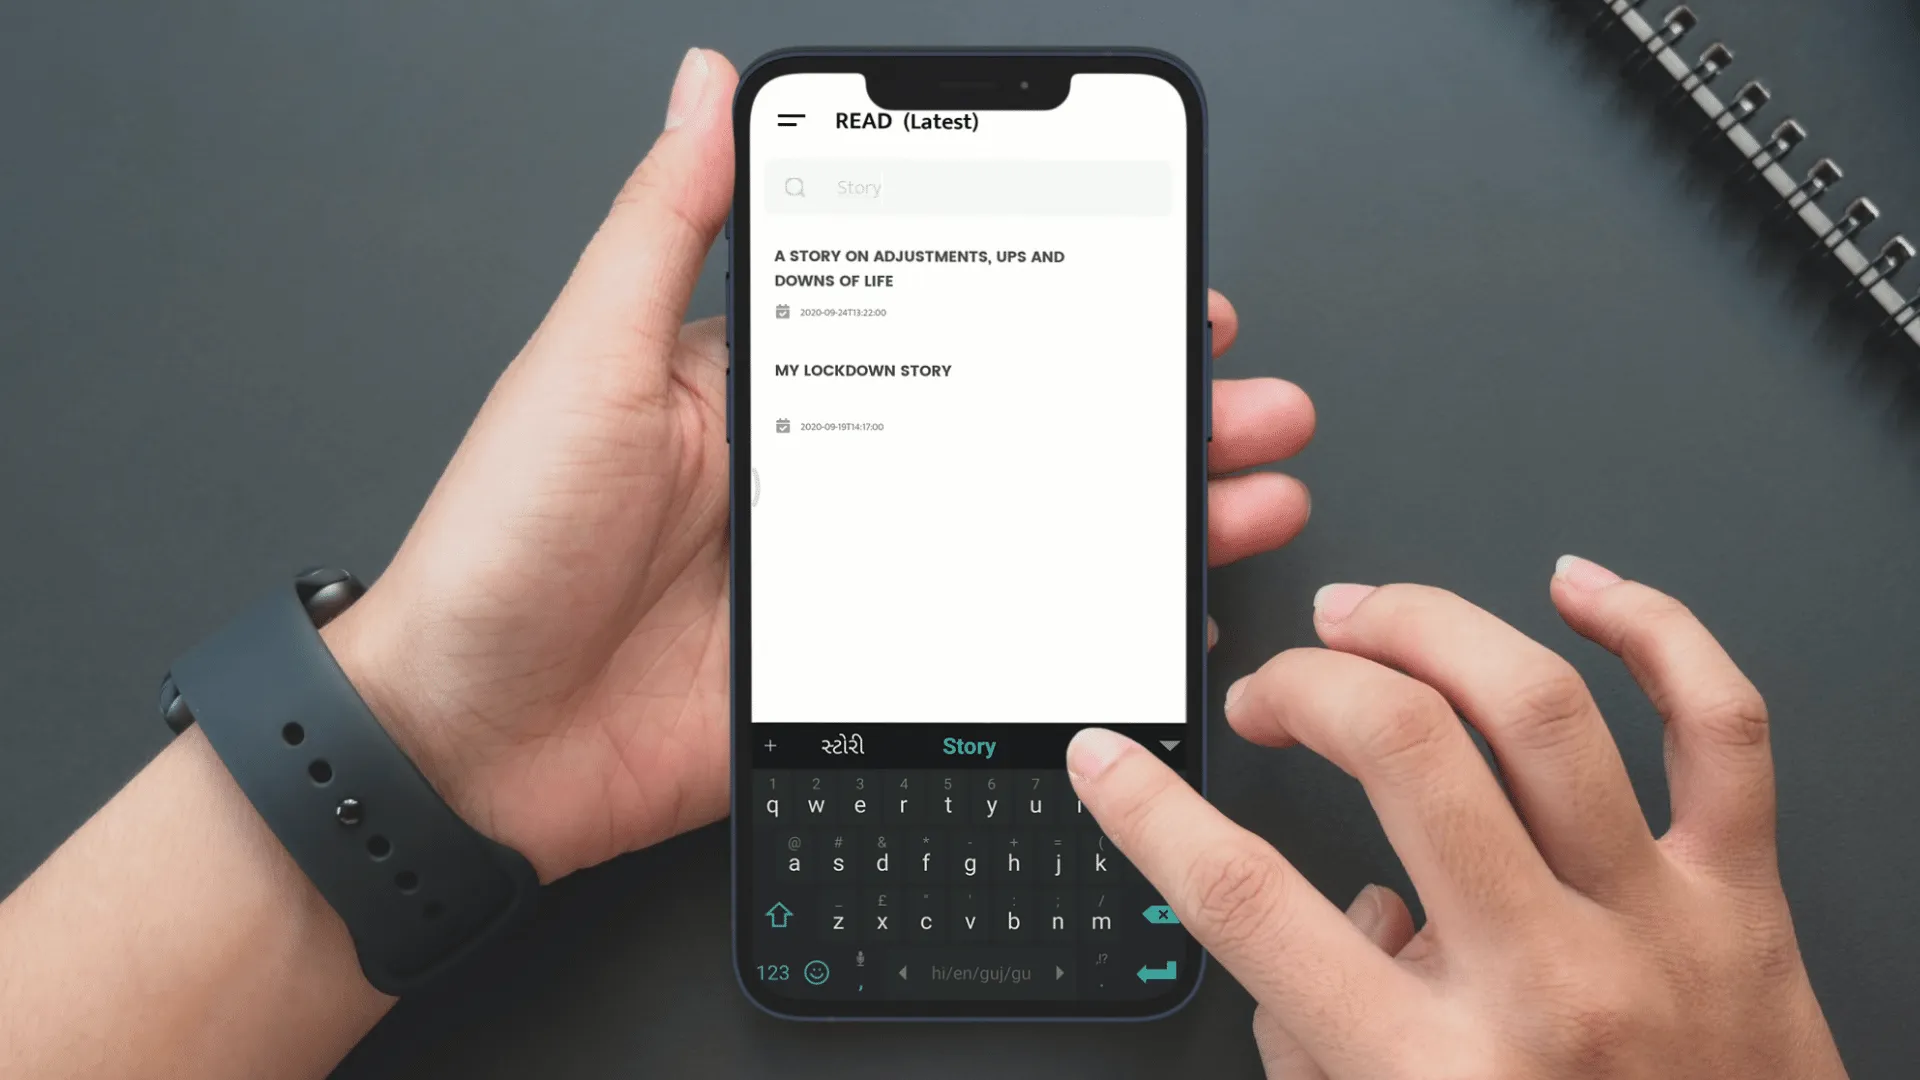 READ (Latest)
Story
A STORY ON ADJUSTMENTS, UPS AND
DOWNS OF LIFE
2020-09-24T13:22:00
MY LOCKDOWN STORY
2020-09-19T14:17:00
+ સ્ટોરી Story
1 2 3 4 5 6 7
q w e r t y u i
@ # & * - + = (
a s d f g h j k
_ £ " ' : ; /
z x c v b n m
123 , hi/en/guj/gu ,!? .